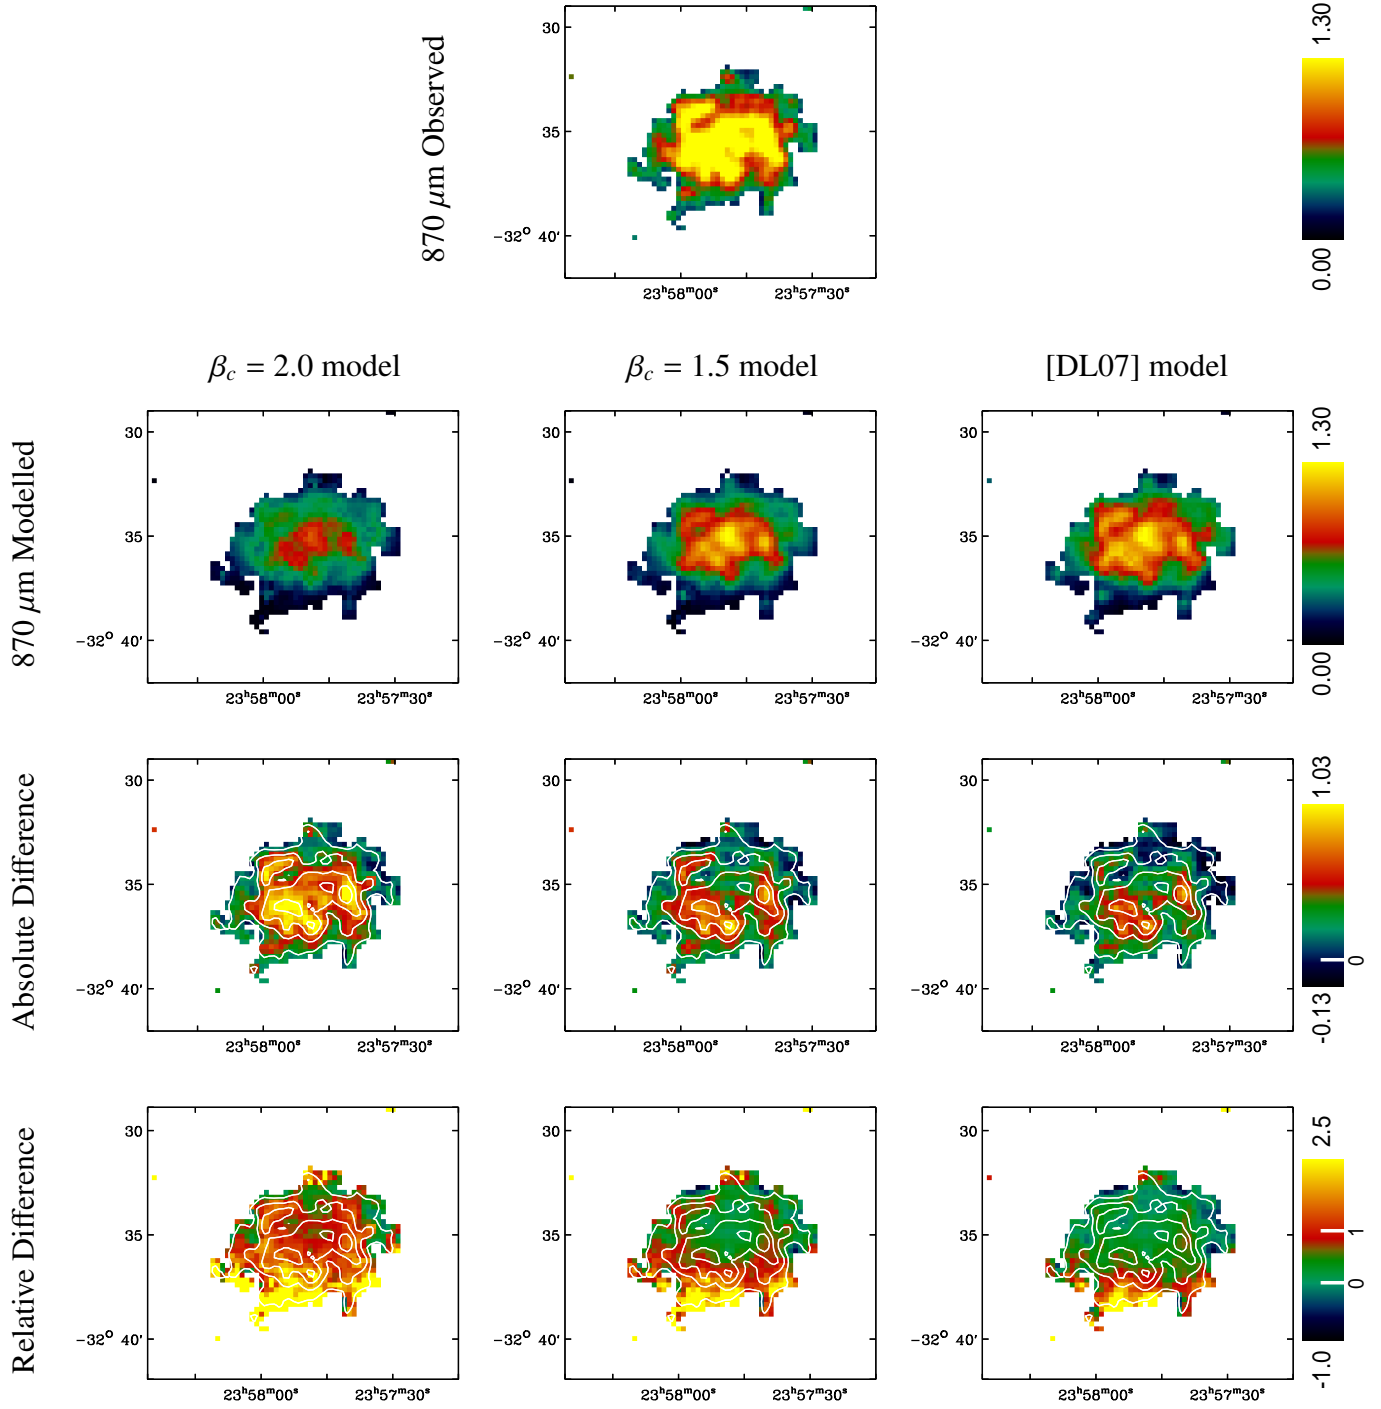 870 μm Observed
30
35
−32° 40′
23ʰ58ᵐ00ˢ 23ʰ57ᵐ30ˢ
1.30
0.00
β_c = 2.0 model
β_c = 1.5 model
[DL07] model
870 μm Modelled
30
35
−32° 40′
23ʰ58ᵐ00ˢ 23ʰ57ᵐ30ˢ
30
35
−32° 40′
23ʰ58ᵐ00ˢ 23ʰ57ᵐ30ˢ
30
35
−32° 40′
23ʰ58ᵐ00ˢ 23ʰ57ᵐ30ˢ
1.30
0.00
Absolute Difference
30
35
−32° 40′
23ʰ58ᵐ00ˢ 23ʰ57ᵐ30ˢ
30
35
−32° 40′
23ʰ58ᵐ00ˢ 23ʰ57ᵐ30ˢ
30
35
−32° 40′
23ʰ58ᵐ00ˢ 23ʰ57ᵐ30ˢ
1.03
0
-0.13
Relative Difference
30
35
−32° 40′
23ʰ58ᵐ00ˢ 23ʰ57ᵐ30ˢ
30
35
−32° 40′
23ʰ58ᵐ00ˢ 23ʰ57ᵐ30ˢ
30
35
−32° 40′
23ʰ58ᵐ00ˢ 23ʰ57ᵐ30ˢ
2.5
1
0
-1.0